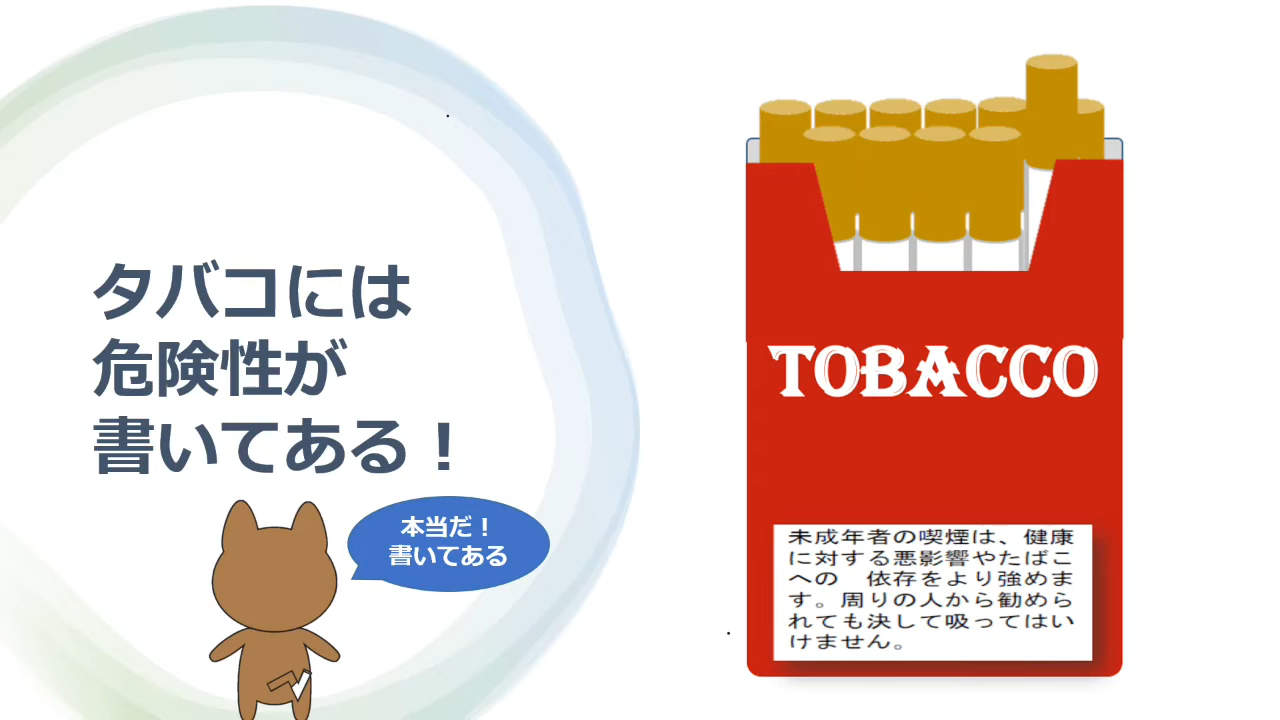 タバコには
危険性が
書いてある！
本当だ！
書いてある
TOBACCO
未成年者の喫煙は、健康
に対する悪影響やたばこ
への　依存をより強めま
す。周りの人から勧めら
れても決して吸ってはい
けません。